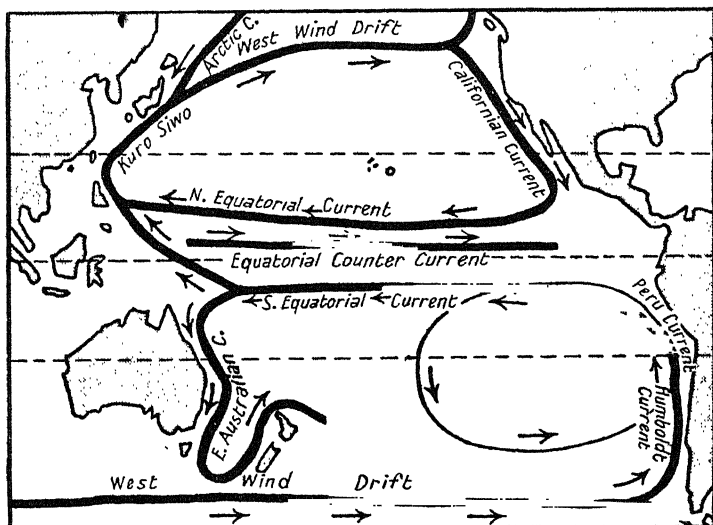 Arctic C.
West Wind Drift
Kuro Siwo
Californian Current
N. Equatorial Current
Equatorial Counter Current
S. Equatorial Current
Peru Current
E. Australian C.
Humboldt
Current
West Wind Drift